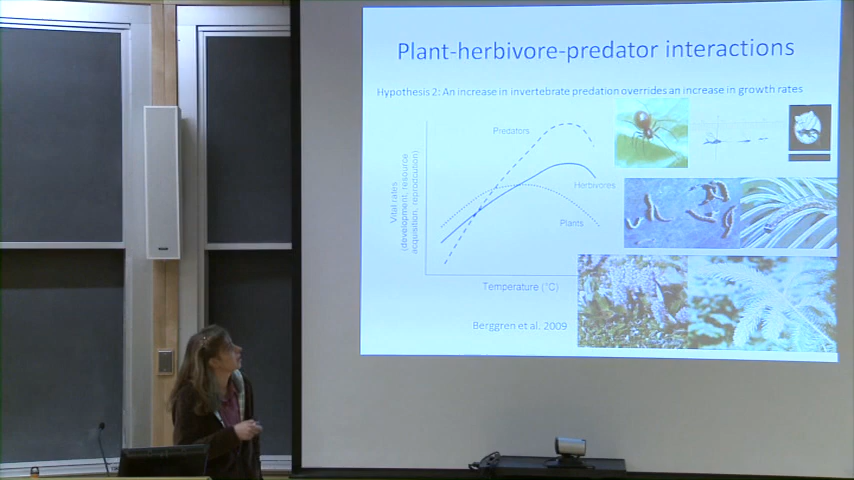 Plant-herbivore-predator interactions
Hypothesis 2: An increase in invertebrate predation overrides an increase in growth rates
Predators
Herbivores
Plants
Vital rates
(development, resource
acquisition, reproduction)
Temperature (°C)
Berggren et al. 2009